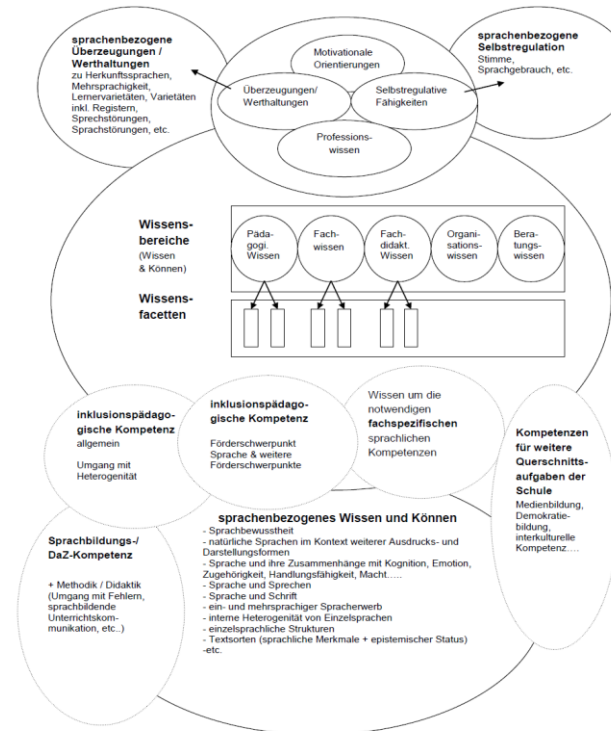 sprachenbezogene
Überzeugungen /
Werthaltungen
zu Herkunftssprachen,
Mehrsprachigkeit,
Lernervarietäten, Varietäten
inkl. Registern,
Sprechstörungen,
Sprachstörungen, etc.
Motivationale
Orientierungen
Überzeugungen/
Werthaltungen
Selbstregulative
Fähigkeiten
Professions-
wissen
sprachenbezogene
Selbstregulation
Stimme,
Sprachgebrauch, etc.
Wissens-
bereiche
(Wissen
& Können)
Päda-
gogi.
Wissen
Fach-
wissen
Fach-
didakt.
Wissen
Organi-
sations-
wissen
Bera-
tungs-
wissen
Wissens-
facetten
inklusionspädago-
gische Kompetenz
allgemein
Umgang mit
Heterogenität
inklusionspädago-
gische Kompetenz
Förderschwerpunkt
Sprache & weitere
Förderschwerpunkte
Wissen um die
notwendigen
fachspezifischen
sprachlichen
Kompetenzen
Kompetenzen
für weitere
Querschnitts-
aufgaben der
Schule
Medienbildung,
Demokratie-
bildung,
interkulturelle
Kompetenz....
Sprachbildungs-/
DaZ-Kompetenz
+ Methodik / Didaktik
(Umgang mit Fehlern,
sprachbildende
Unterrichtskom-
munikation, etc..)
sprachenbezogenes Wissen und Können
- Sprachbewusstheit
- natürliche Sprachen im Kontext weiterer Ausdrucks- und
Darstellungsformen
- Sprache und ihre Zusammenhänge mit Kognition, Emotion,
Zugehörigkeit, Handlungsfähigkeit, Macht.....
- Sprache und Sprechen
- Sprache und Schrift
- ein- und mehrsprachiger Spracherwerb
- interne Heterogenität von Einzelsprachen
- einzelsprachliche Strukturen
- Textsorten (sprachliche Merkmale + epistemischer Status)
-etc.